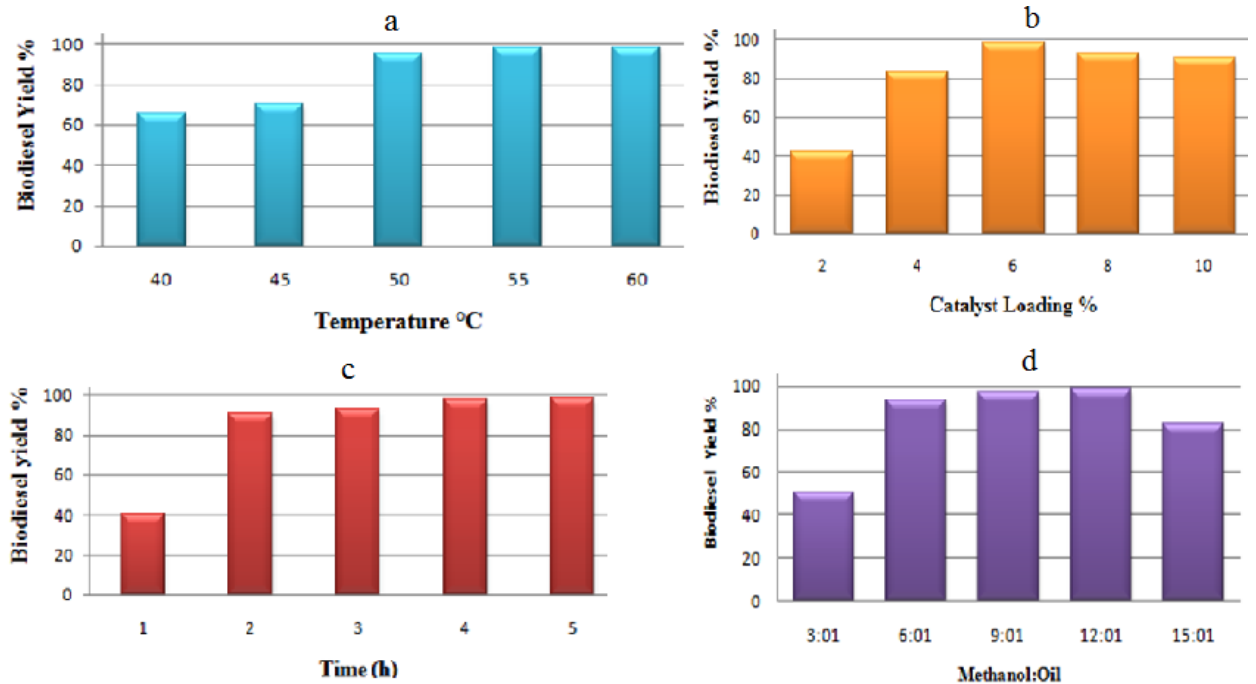 a
Biodiesel Yield %
100
80
60
40
20
0
40 45 50 55 60
Temperature °C
b
Biodiesel Yield %
100
80
60
40
20
0
2 4 6 8 10
Catalyst Loading %
c
Biodiesel yield %
100
80
60
40
20
0
1 2 3 4 5
Time (h)
d
Biodiesel Yield %
100
80
60
40
20
0
3:01 6:01 9:01 12:01 15:01
Methanol:Oil